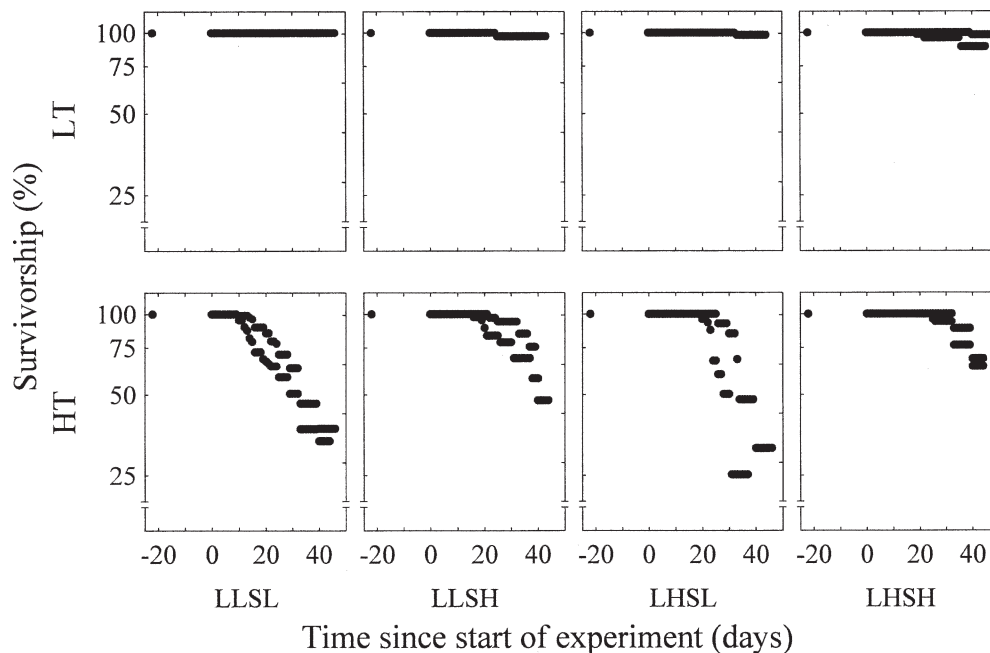 Survivorship (%)
LT
100
75
50
25
HT
100
75
50
25
-20 0 20 40 -20 0 20 40 -20 0 20 40 -20 0 20 40
LLSL LLSH LHSL LHSH
Time since start of experiment (days)